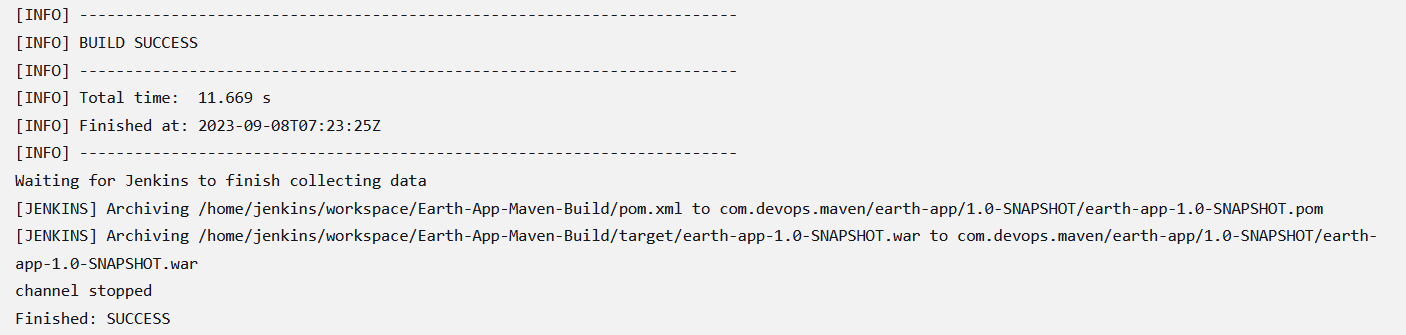 [INFO] ------------------------------------------------------------------------
[INFO] BUILD SUCCESS
[INFO] ------------------------------------------------------------------------
[INFO] Total time:  11.669 s
[INFO] Finished at: 2023-09-08T07:23:25Z
[INFO] ------------------------------------------------------------------------
Waiting for Jenkins to finish collecting data
[JENKINS] Archiving /home/jenkins/workspace/Earth-App-Maven-Build/pom.xml to com.devops.maven/earth-app/1.0-SNAPSHOT/earth-app-1.0-SNAPSHOT.pom
[JENKINS] Archiving /home/jenkins/workspace/Earth-App-Maven-Build/target/earth-app-1.0-SNAPSHOT.war to com.devops.maven/earth-app/1.0-SNAPSHOT/earth-
app-1.0-SNAPSHOT.war
channel stopped
Finished: SUCCESS